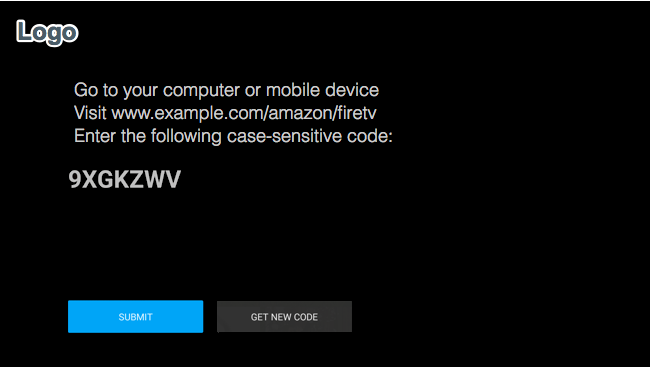 Logo
Go to your computer or mobile device
Visit www.example.com/amazon/firetv
Enter the following case-sensitive code:
9XGKZWV
SUBMIT
GET NEW CODE